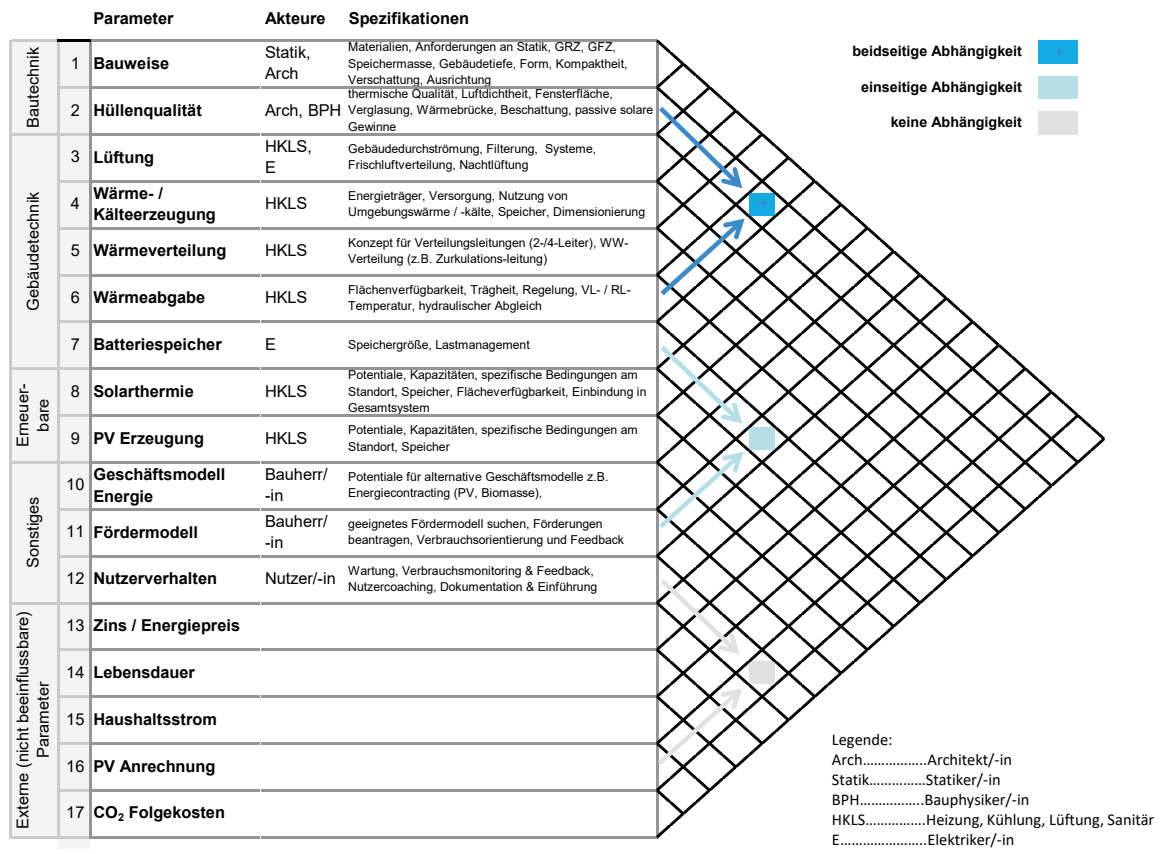 Parameter Akteure Spezifikationen
Bautechnik
1 Bauweise Statik, Arch
Materialien, Anforderungen an Statik, GRZ, GFZ,
Speichermasse, Gebäudetiefe, Form, Kompaktheit,
Verschattung, Ausrichtung
2 Hüllenqualität Arch, BPH
thermische Qualität, Luftdichtheit, Fensterfläche,
Verglasung, Wärmebrücke, Beschattung, passive solare
Gewinne
Gebäudetechnik
3 Lüftung HKLS, E
Gebäudedurchströmung, Filterung, Systeme,
Frischluftverteilung, Nachtlüftung
4 Wärme- /
Kälteerzeugung HKLS
Energieträger, Versorgung, Nutzung von
Umgebungswärme / -kälte, Speicher, Dimensionierung
5 Wärmeverteilung HKLS
Konzept für Verteilungsleitungen (2-/4-Leiter), WW-
Verteilung (z.B. Zurkulations-leitung)
6 Wärmeabgabe HKLS
Flächenverfügbarkeit, Trägheit, Regelung, VL- / RL-
Temperatur, hydraulischer Abgleich
7 Batteriespeicher E Speichergröße, Lastmanagement
Erneuer-
bare
8 Solarthermie HKLS
Potentiale, Kapazitäten, spezifische Bedingungen am
Standort, Speicher, Flächeverfügbarkeit, Einbindung in
Gesamtsystem
9 PV Erzeugung HKLS
Potentiale, Kapazitäten, spezifische Bedingungen am
Standort, Speicher
Sonstiges
10 Geschäftsmodell
Energie
Bauherr/
-in
Potentiale für alternative Geschäftsmodelle z.B.
Energiecontracting (PV, Biomasse),
11 Fördermodell
Bauherr/
-in
geeignetes Fördermodell suchen, Förderungen
beantragen, Verbrauchsorientierung und Feedback
12 Nutzerverhalten Nutzer/-in
Wartung, Verbrauchsmonitoring & Feedback,
Nutzercoaching, Dokumentation & Einführung
Externe (nicht beeinflussbare)
Parameter
13 Zins / Energiepreis
14 Lebensdauer
15 Haushaltsstrom
16 PV Anrechnung
17 CO₂ Folgekosten
beidseitige Abhängigkeit
einseitige Abhängigkeit
keine Abhängigkeit
Legende:
Arch……………..Architekt/-in
Statik……………Statiker/-in
BPH……………..Bauphysiker/-in
HKLS…………….Heizung, Kühlung, Lüftung, Sanitär
E…………………..Elektriker/-in